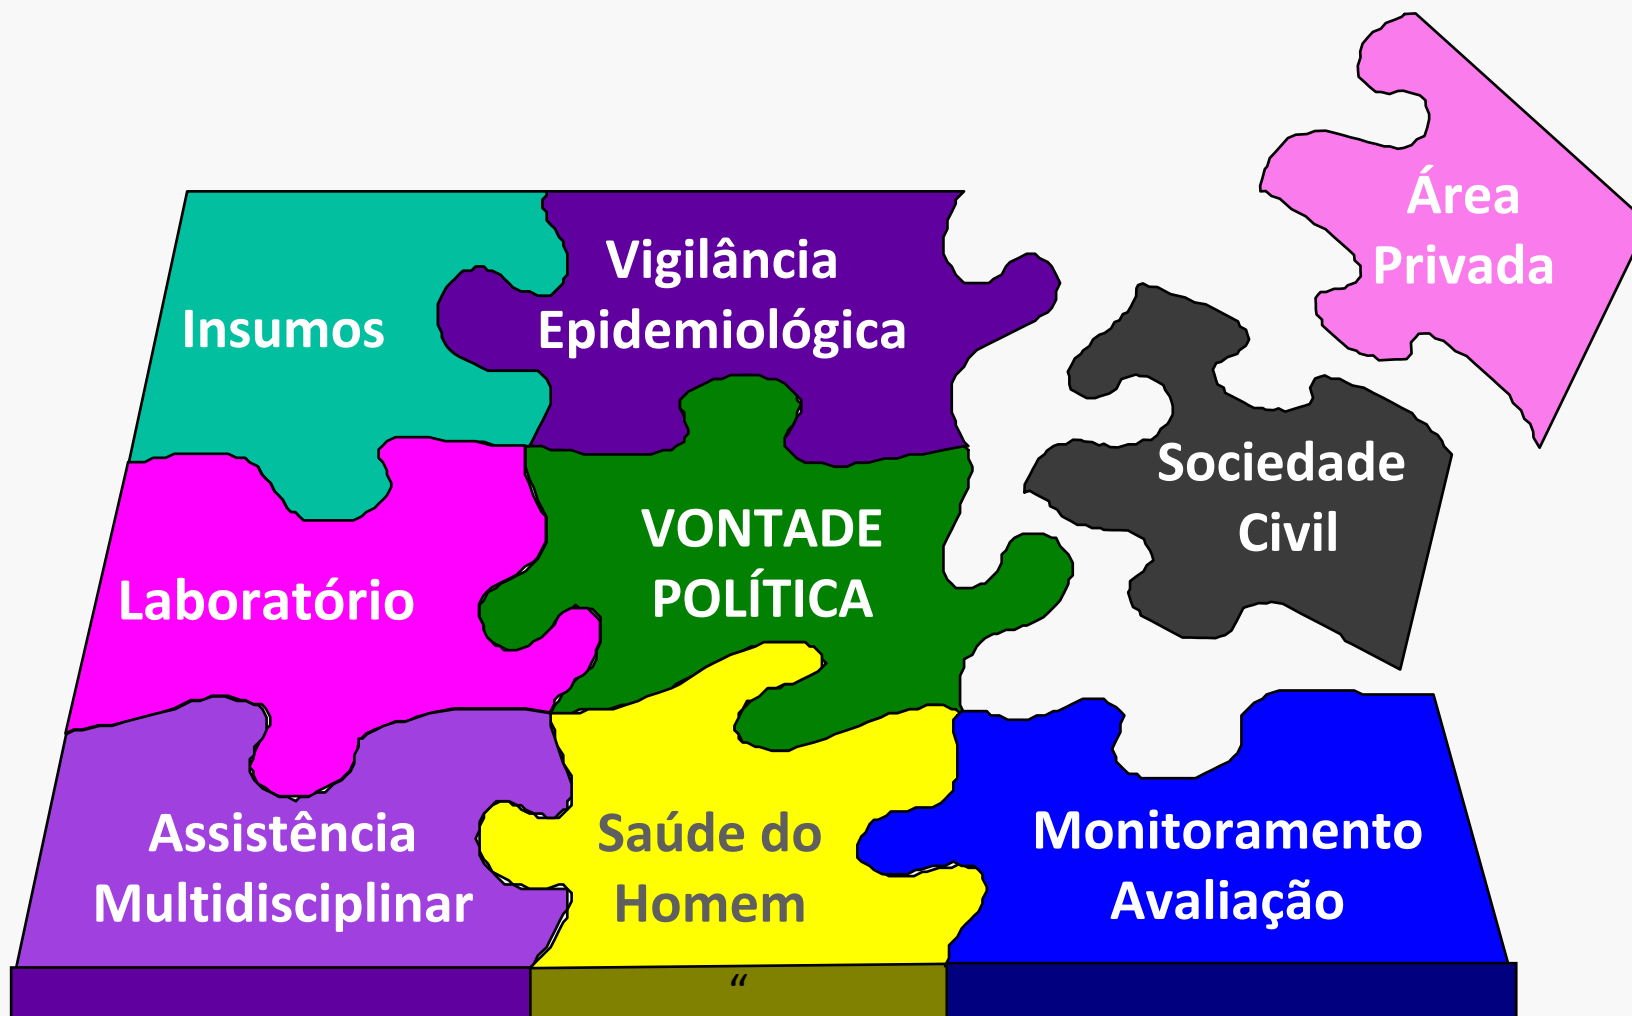 Área
Privada
Vigilância
Epidemiológica
Insumos
Sociedade
Civil
VONTADE
POLÍTICA
Laboratório
Assistência
Multidisciplinar
Saúde do
Homem
Monitoramento
Avaliação
“